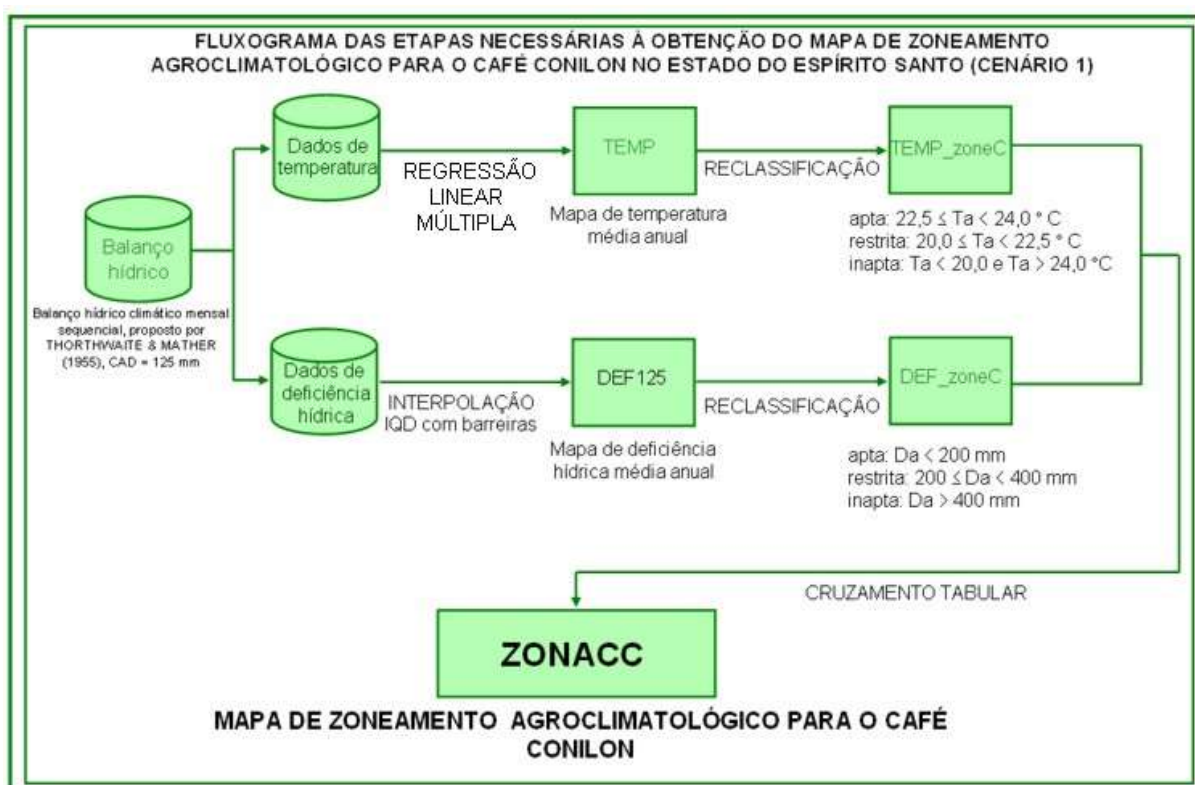 FLUXOGRAMA DAS ETAPAS NECESSÁRIAS À OBTENÇÃO DO MAPA DE ZONEAMENTO
AGROCLIMATOLÓGICO PARA O CAFÉ CONILON NO ESTADO DO ESPÍRITO SANTO (CENÁRIO 1)
Balanço
hídrico
Balanço hídrico climático mensal
sequencial, proposto por
THORTHWAITE & MATHER
(1955), CAD = 125 mm
Dados de
temperatura
REGRESSÃO
LINEAR
MÚLTIPLA
TEMP
Mapa de temperatura
média anual
RECLASSIFICAÇÃO
TEMP_zoneC
apta: 22,5 ≤ Ta < 24,0 ° C
restrita: 20,0 ≤ Ta < 22,5 ° C
inapta: Ta < 20,0 e Ta > 24,0 °C
Dados de
deficiência
hídrica
INTERPOLAÇÃO
IQD com barreiras
DEF125
Mapa de deficiência
hídrica média anual
RECLASSIFICAÇÃO
DEF_zoneC
apta: Da < 200 mm
restrita: 200 ≤ Da < 400 mm
inapta: Da > 400 mm
CRUZAMENTO TABULAR
ZONACC
MAPA DE ZONEAMENTO AGROCLIMATOLÓGICO PARA O CAFÉ
CONILON